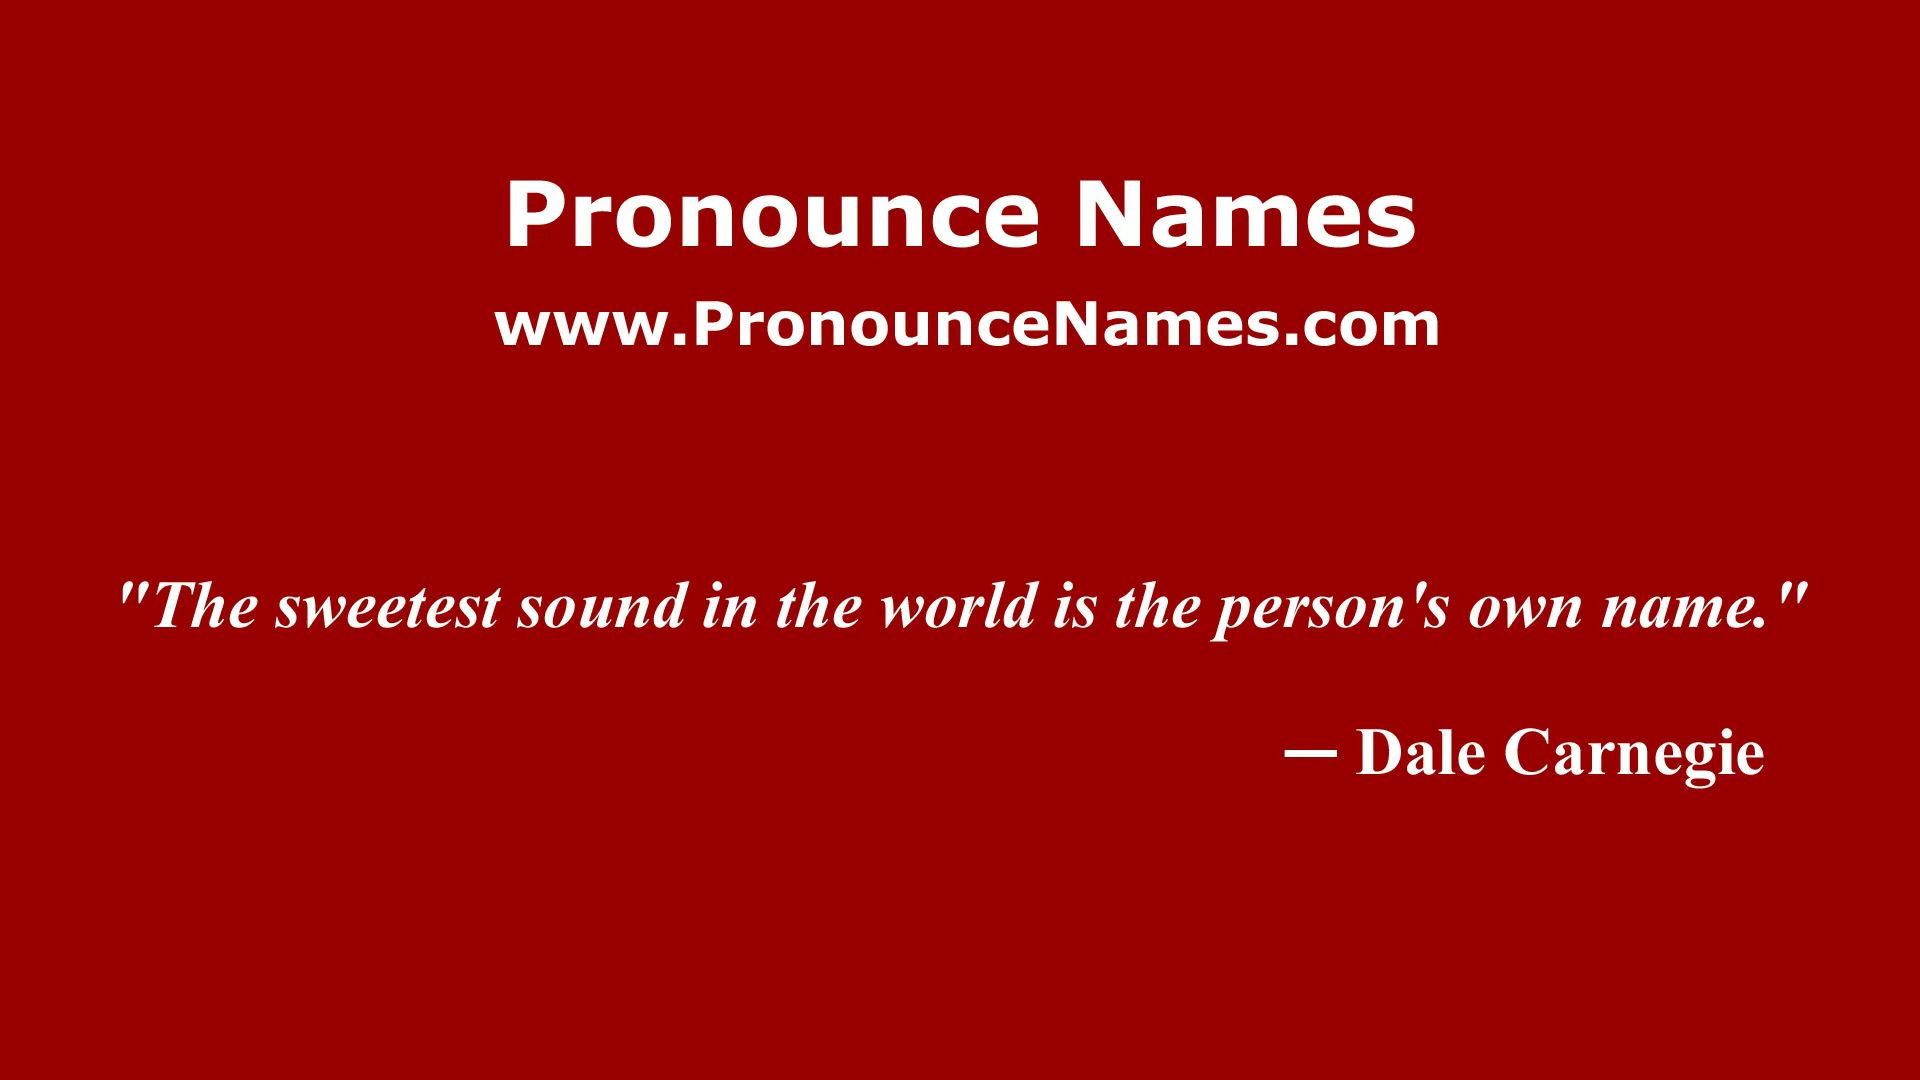 Pronounce Names
www.PronounceNames.com
"The sweetest sound in the world is the person's own name."
— Dale Carnegie